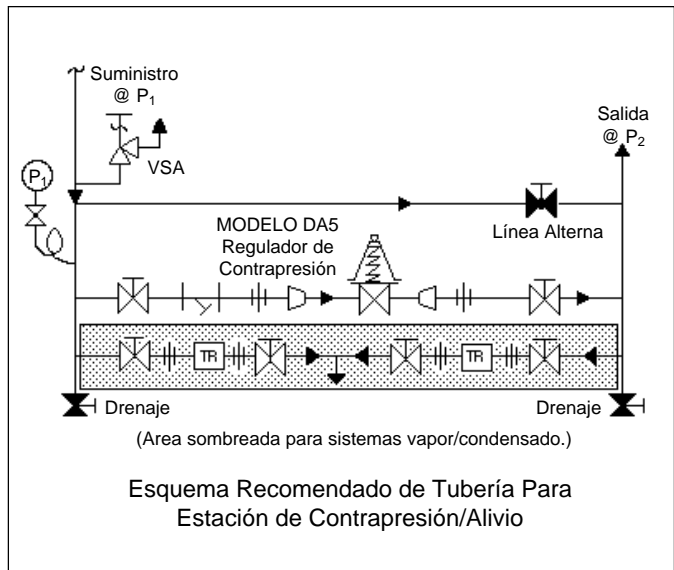 Suministro
@ P₁
VSA
Salida
@ P₂
P₁
MODELO DA5
Regulador de
Contrapresión
Línea Alterna
TR
TR
Drenaje
Drenaje
(Area sombreada para sistemas vapor/condensado.)
Esquema Recomendado de Tubería Para
Estación de Contrapresión/Alivio